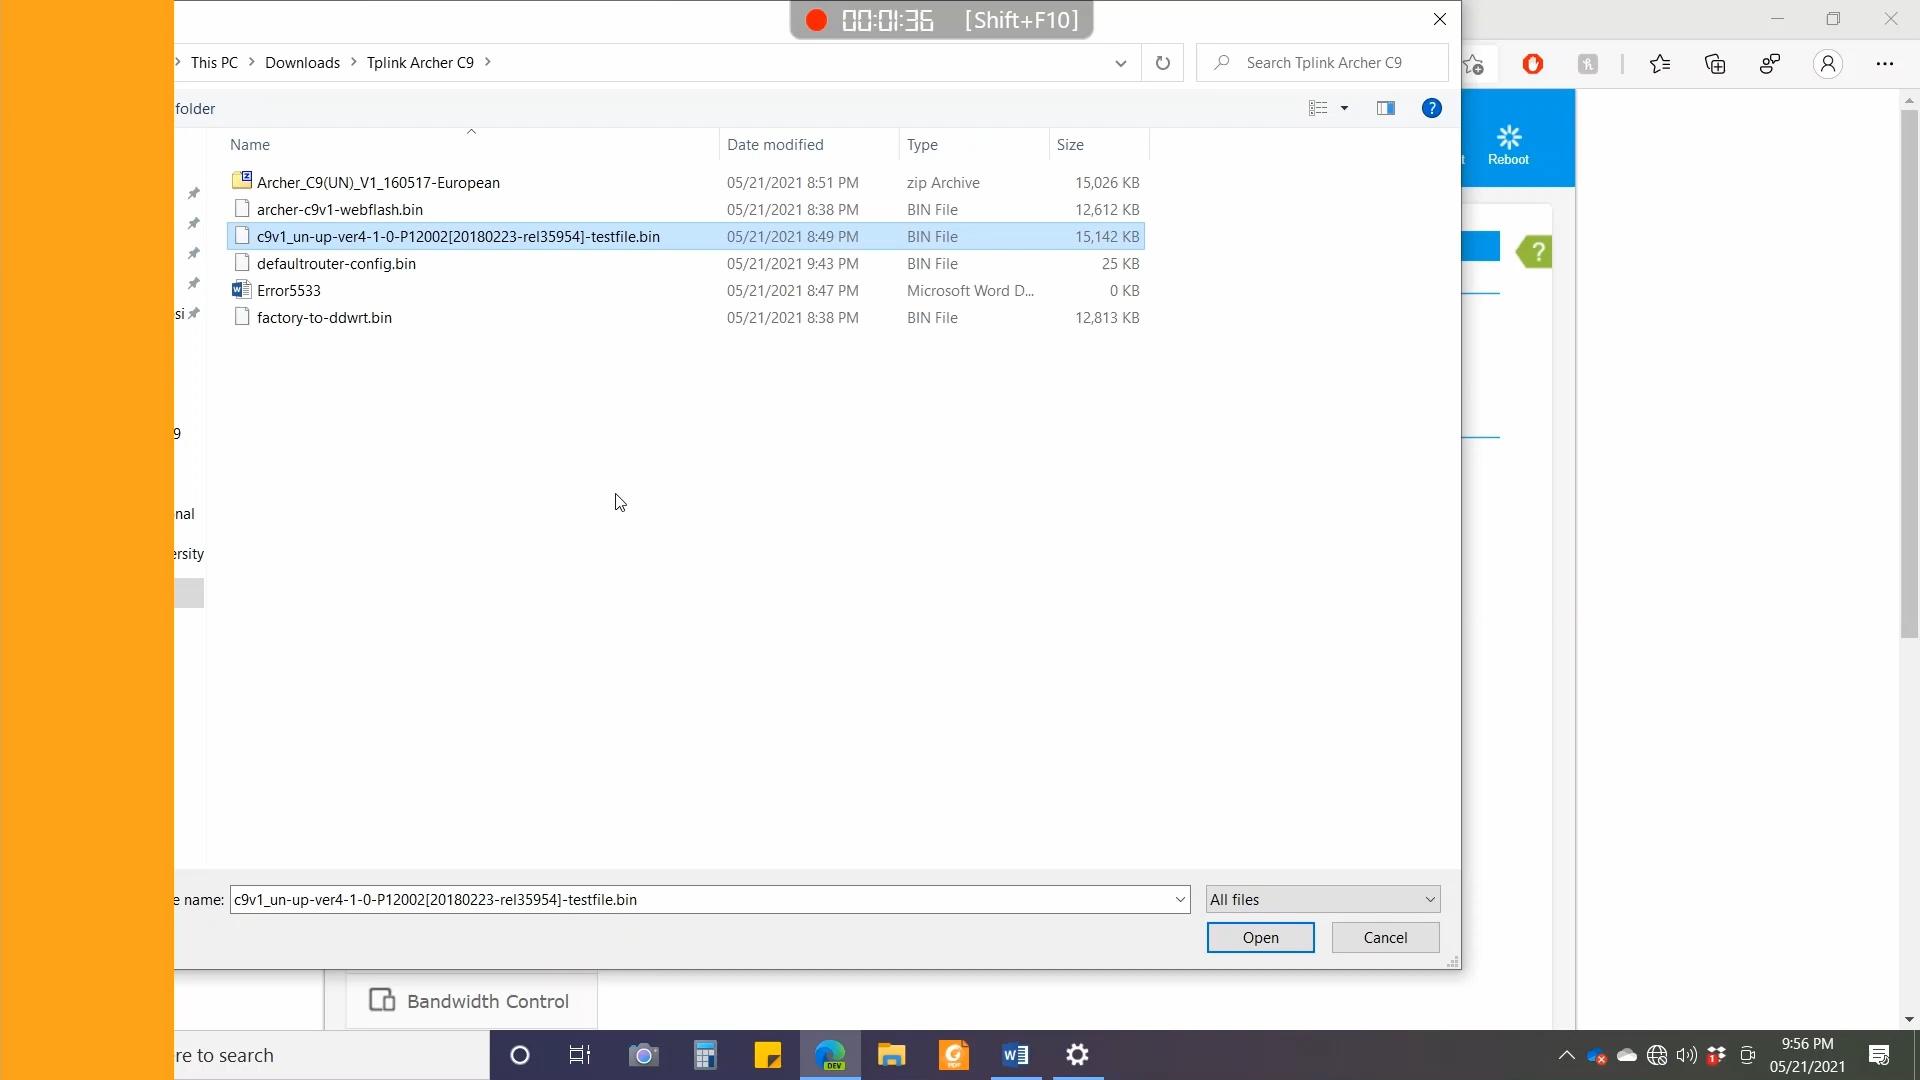 00:01:36 [Shift+F10]
This PC > Downloads > Tplink Archer C9 >
Search Tplink Archer C9
folder
Reboot
Name Date modified Type Size
Archer_C9(UN)_V1_160517-European 05/21/2021 8:51 PM zip Archive 15,026 KB
archer-c9v1-webflash.bin 05/21/2021 8:38 PM BIN File 12,612 KB
c9v1_un-up-ver4-1-0-P12002[20180223-rel35954]-testfile.bin 05/21/2021 8:49 PM BIN File 15,142 KB
defaultrouter-config.bin 05/21/2021 9:43 PM BIN File 25 KB
Error5533 05/21/2021 8:47 PM Microsoft Word D... 0 KB
factory-to-ddwrt.bin 05/21/2021 8:38 PM BIN File 12,813 KB
si
9
nal
ersity
e name: c9v1_un-up-ver4-1-0-P12002[20180223-rel35954]-testfile.bin All files
Open Cancel
Bandwidth Control
re to search
DEV
9:56 PM
05/21/2021